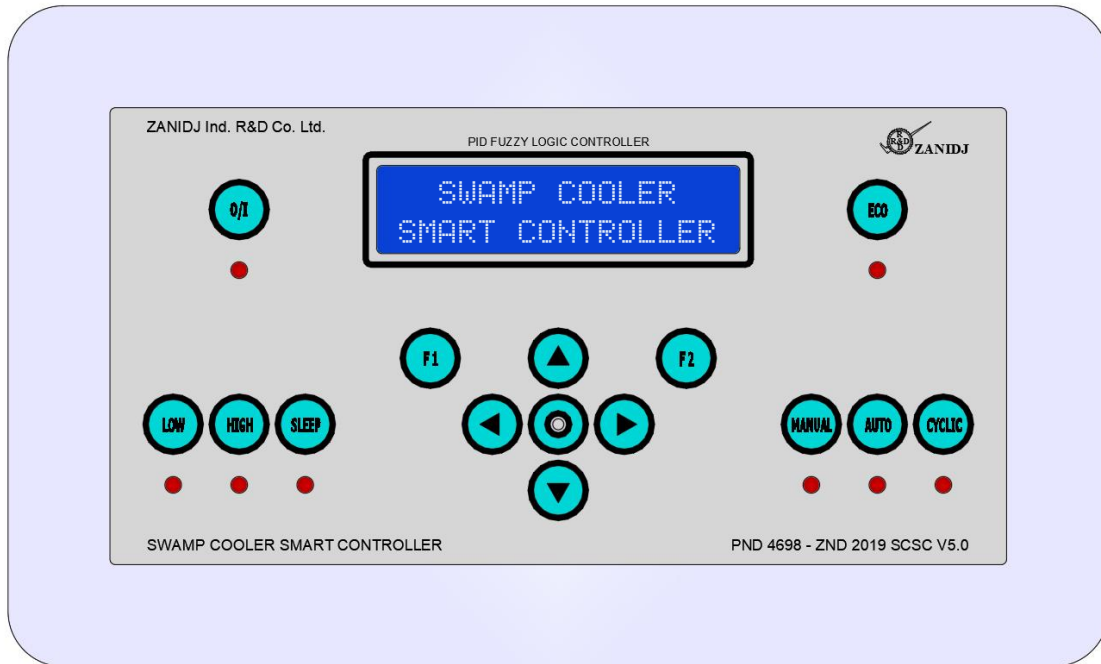 ZANIDJ Ind. R&D Co. Ltd.
PID FUZZY LOGIC CONTROLLER
R
R&D
D
ZANIDJ
SWAMP COOLER
SMART CONTROLLER
O/I
ECO
F1
F2
LOW HIGH SLEEP
MANUAL AUTO CYCLIC
SWAMP COOLER SMART CONTROLLER
PND 4698 - ZND 2019 SCSC V5.0